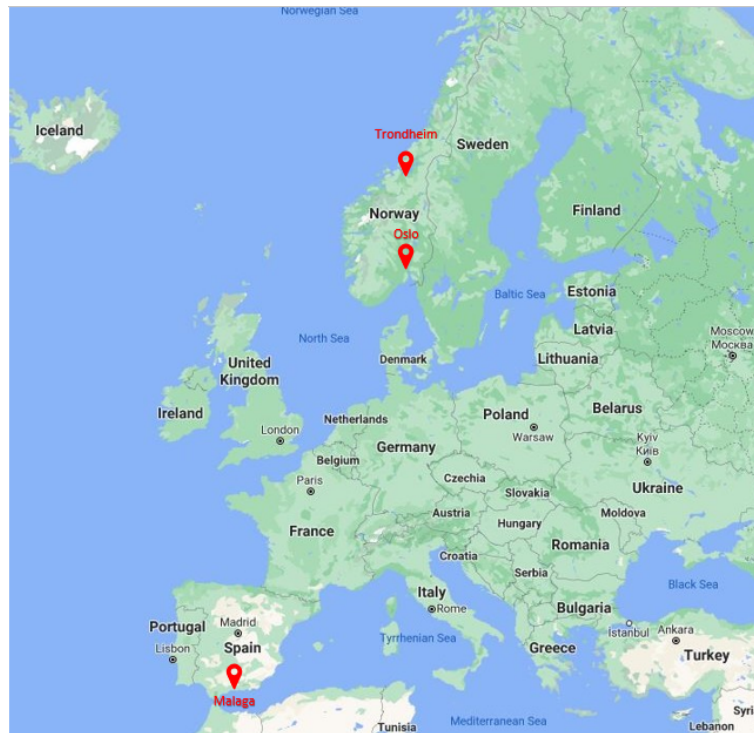 Norwegian Sea
Iceland
Trondheim
Sweden
Norway
Finland
Oslo
Baltic Sea
Estonia
North Sea
Latvia
Moscow
Москва
Denmark
Lithuania
United
Kingdom
Ireland
Netherlands
Poland
Belarus
London
Germany
Warsaw
Kyiv
Київ
Belgium
Paris
Czechia
Ukraine
Slovakia
Austria
Moldova
France
Hungary
Romania
Croatia
Serbia
Black Sea
Italy
Rome
Bulgaria
Portugal
Madrid
Tyrrhenian Sea
İstanbul
Ankara
Lisbon
Spain
Greece
Turkey
Malaga
Syri
Tunisia
Mediterranean Sea
Lebanon